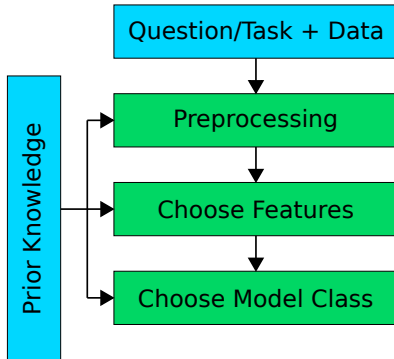 Question/Task + Data
Prior Knowledge
Preprocessing
Choose Features
Choose Model Class